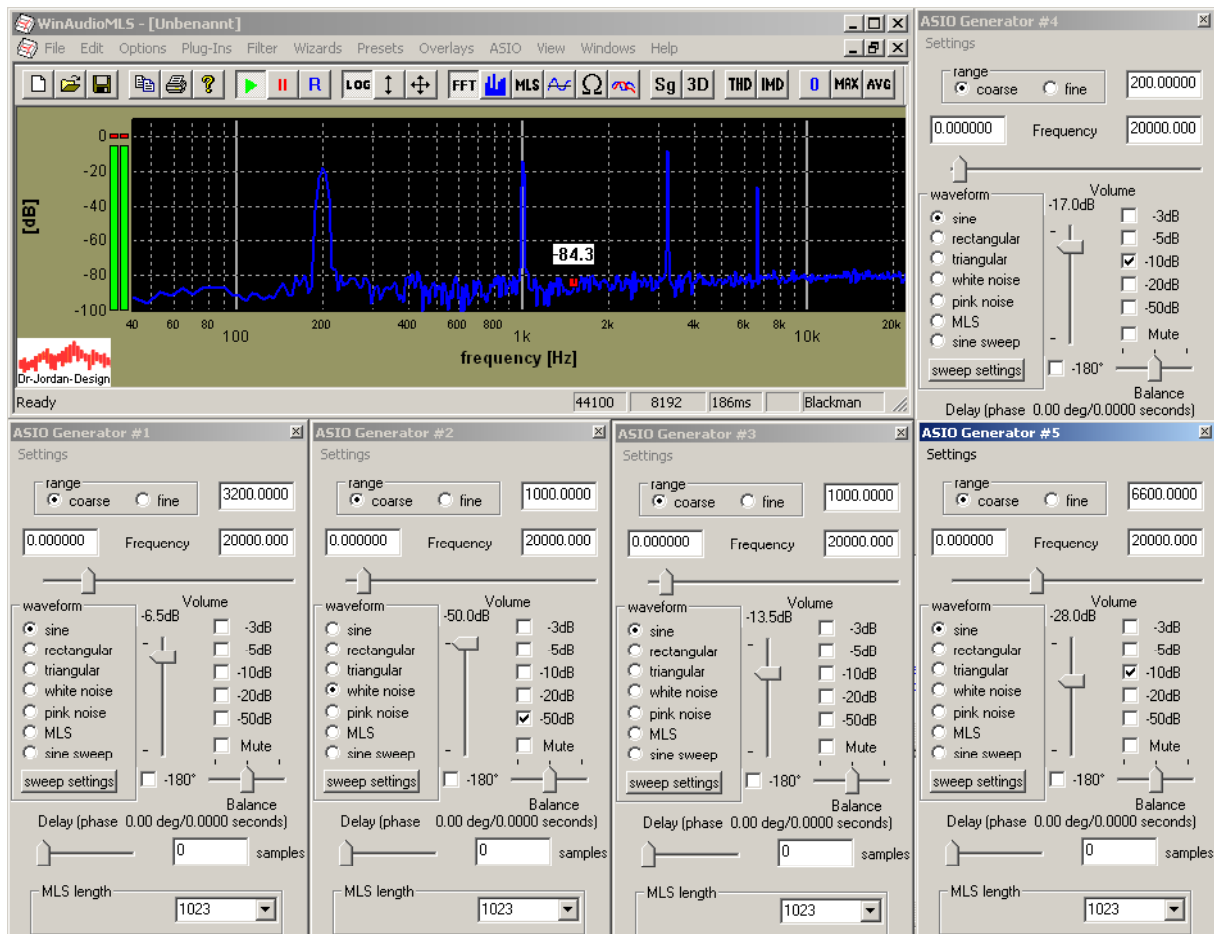 WinAudioMLS - [Unbenannt]
File Edit Options Plug-Ins Filter Wizards Presets Overlays ASIO View Windows Help
R LOG FFT MLS Ω Sg 3D THD IMD 0 MAX AVG
[dB]
0
-20
-40
-60
-80
-100
-84.3
40 60 80 100 200 400 600 800 1k 2k 4k 6k 8k 10k 20k
frequency [Hz]
Dr-Jordan-Design
Ready 44100 8192 186ms Blackman
ASIO Generator #4
Settings
range
coarse fine 200.00000
0.000000 Frequency 20000.000
waveform
Volume
-17.0dB
sine -3dB
rectangular -5dB
triangular -10dB
white noise -20dB
pink noise -50dB
MLS Mute
sine sweep
sweep settings -180°
Balance
Delay (phase 0.00 deg/0.0000 seconds)
ASIO Generator #1
Settings
range
coarse fine 3200.0000
0.000000 Frequency 20000.000
waveform
Volume
-6.5dB
sine -3dB
rectangular -5dB
triangular -10dB
white noise -20dB
pink noise -50dB
MLS Mute
sine sweep
sweep settings -180°
Balance
Delay (phase 0.00 deg/0.0000 seconds)
0 samples
MLS length
1023
ASIO Generator #2
Settings
range
coarse fine 1000.0000
0.000000 Frequency 20000.000
waveform
Volume
-50.0dB
sine -3dB
rectangular -5dB
triangular -10dB
white noise -20dB
pink noise -50dB
MLS Mute
sine sweep
sweep settings -180°
Balance
Delay (phase 0.00 deg/0.0000 seconds)
0 samples
MLS length
1023
ASIO Generator #3
Settings
range
coarse fine 1000.0000
0.000000 Frequency 20000.000
waveform
Volume
-13.5dB
sine -3dB
rectangular -5dB
triangular -10dB
white noise -20dB
pink noise -50dB
MLS Mute
sine sweep
sweep settings -180°
Balance
Delay (phase 0.00 deg/0.0000 seconds)
0 samples
MLS length
1023
ASIO Generator #5
Settings
range
coarse fine 6600.0000
0.000000 Frequency 20000.000
waveform
Volume
-28.0dB
sine -3dB
rectangular -5dB
triangular -10dB
white noise -20dB
pink noise -50dB
MLS Mute
sine sweep
sweep settings -180°
Balance
Delay (phase 0.00 deg/0.0000 seconds)
0 samples
MLS length
1023